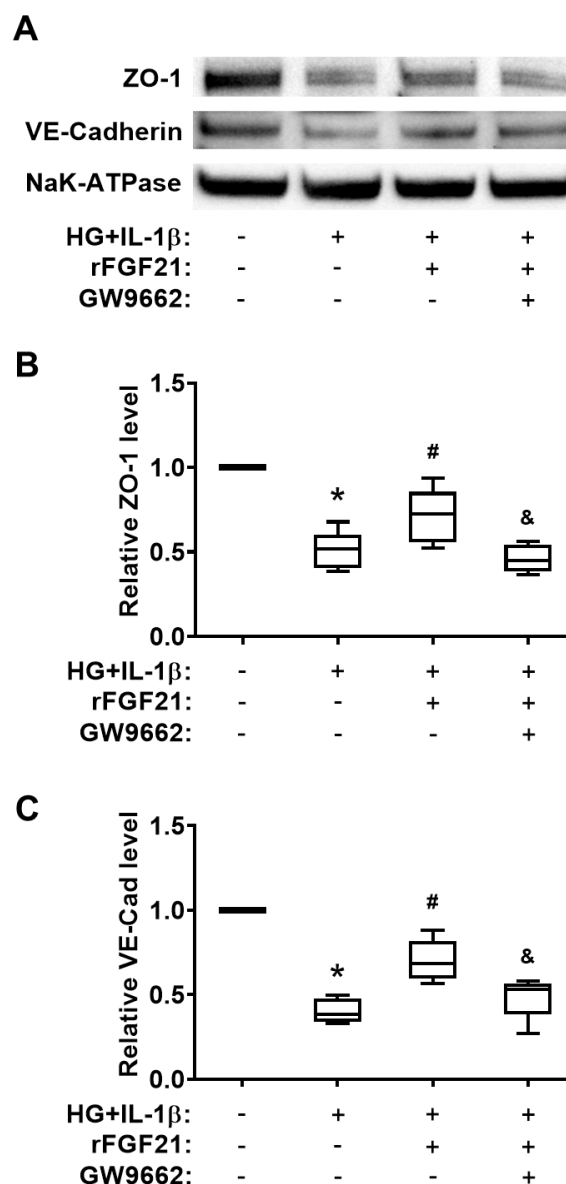 A
ZO-1
VE-Cadherin
NaK-ATPase
HG+IL-1β: - + + +
rFGF21: - - + +
GW9662: - - - +
B
Relative ZO-1 level
1.5
1.0
0.5
0.0
*
#
&
HG+IL-1β: - + + +
rFGF21: - - + +
GW9662: - - - +
C
Relative VE-Cad level
1.5
1.0
0.5
0.0
*
#
&
HG+IL-1β: - + + +
rFGF21: - - + +
GW9662: - - - +